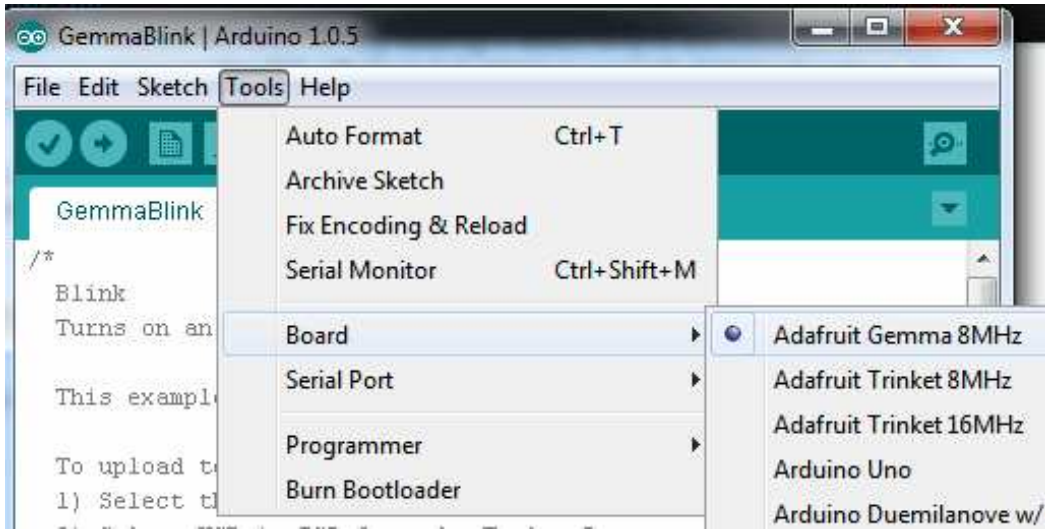 GemmaBlink | Arduino 1.0.5
File Edit Sketch Tools Help
Auto Format Ctrl+T
Archive Sketch
GemmaBlink
Fix Encoding & Reload
/*
Serial Monitor Ctrl+Shift+M
Blink
Turns on an
Board
Adafruit Gemma 8MHz
Serial Port
Adafruit Trinket 8MHz
This exampl
Adafruit Trinket 16MHz
Programmer
To upload t
Arduino Uno
Burn Bootloader
1) Select t
Arduino Duemilanove w/